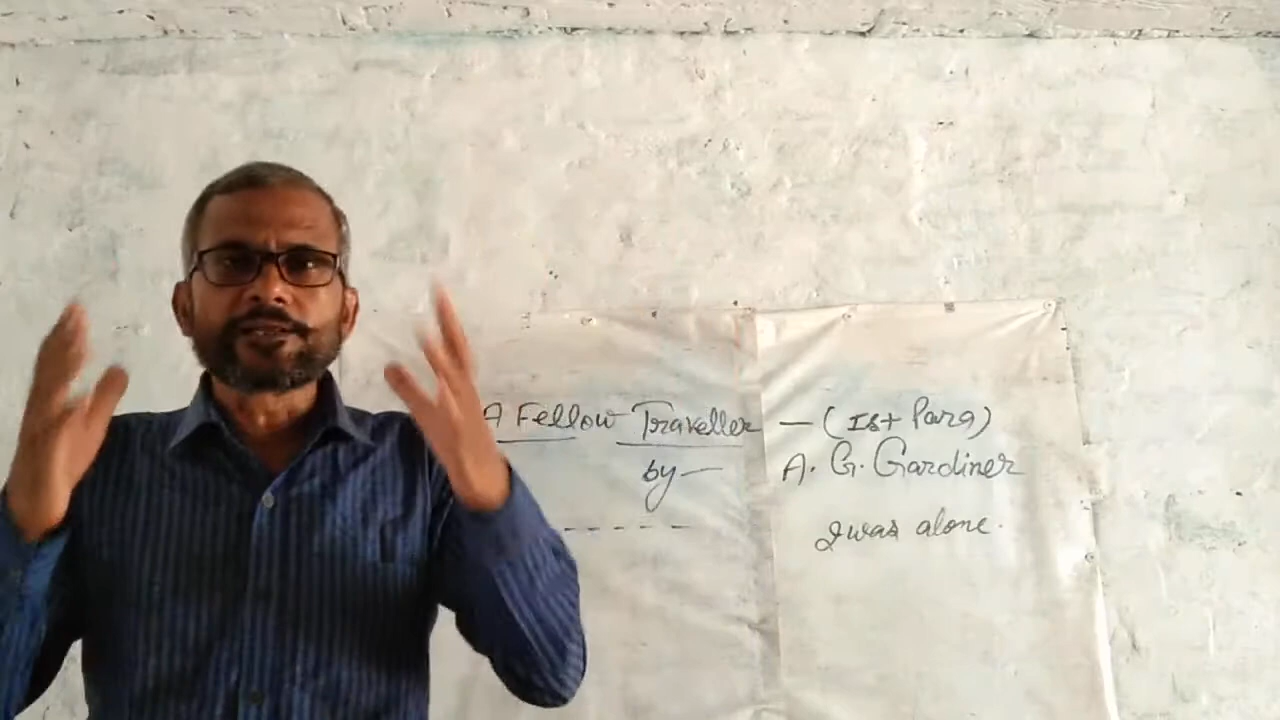 A Fellow Traveller — (Ist Para)
by — A. G. Gardiner
------ I was alone.